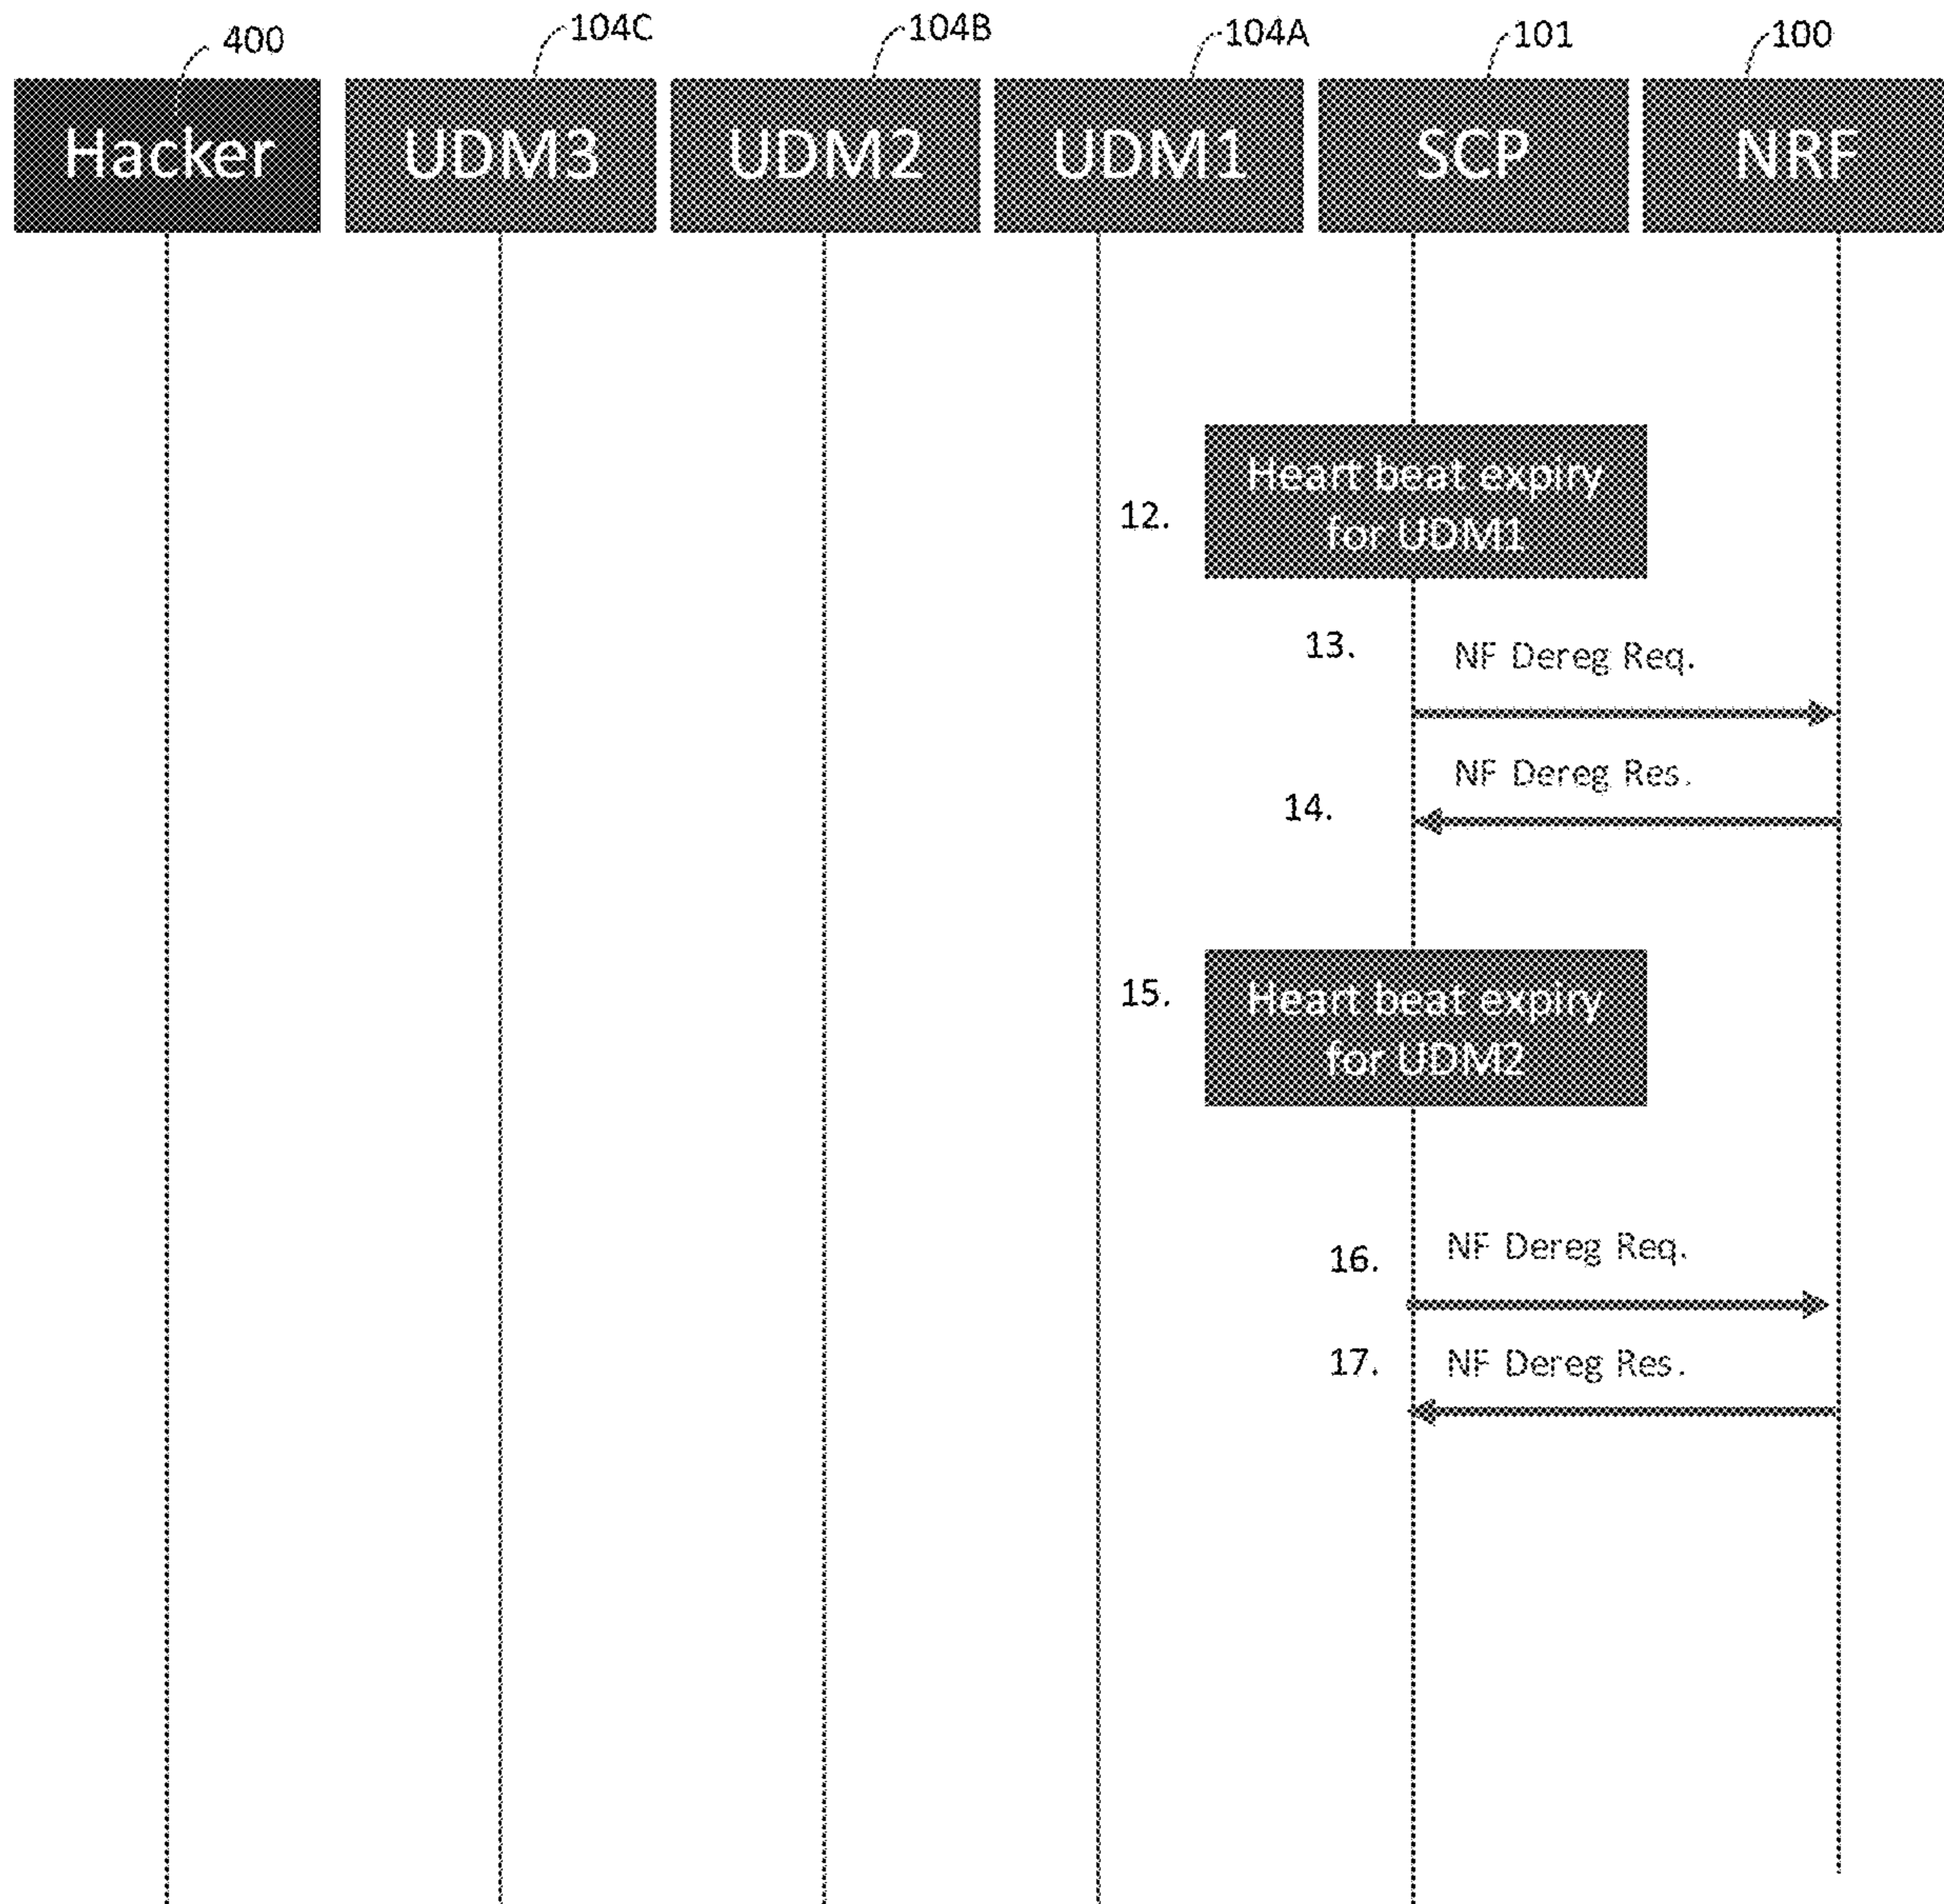 400
104C
104B
104A
101
100
Hacker
UDM3
UDM2
UDM1
SCP
NRF
12.
Heart beat expiry
for UDM1
13.
NF Dereg Req.
NF Dereg Res.
14.
15.
Heart beat expiry
for UDM2
16.
NF Dereg Req.
17.
NF Dereg Res.